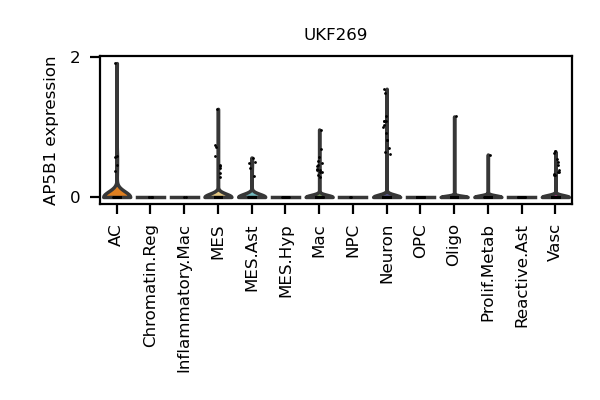 UKF269
AP5B1 expression
2
0
AC
Chromatin.Reg
Inflammatory.Mac
MES
MES.Ast
MES.Hyp
Mac
NPC
Neuron
OPC
Oligo
Prolif.Metab
Reactive.Ast
Vasc